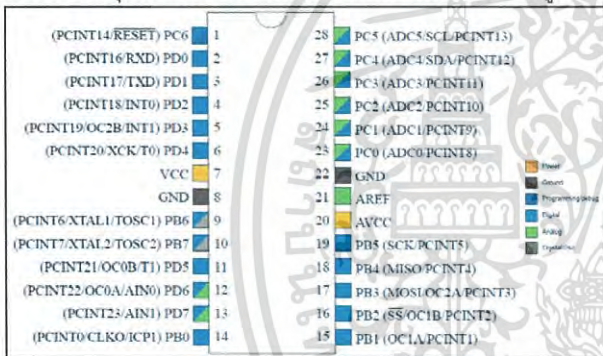 (PCINT14/RESET) PC6 1
(PCINT16/RXD) PD0 2
(PCINT17/TXD) PD1 3
(PCINT18/INT0) PD2 4
(PCINT19/OC2B/INT1) PD3 5
(PCINT20/XCK/T0) PD4 6
VCC 7
GND 8
(PCINT6/XTAL1/TOSC1) PB6 9
(PCINT7/XTAL2/TOSC2) PB7 10
(PCINT21/OC0B/T1) PD5 11
(PCINT22/OC0A/AIN0) PD6 12
(PCINT23/AIN1) PD7 13
(PCINT0/CLKO/ICP1) PB0 14
28 PC5 (ADC5/SCL/PCINT13)
27 PC4 (ADC4/SDA/PCINT12)
26 PC3 (ADC3/PCINT11)
25 PC2 (ADC2/PCINT10)
24 PC1 (ADC1/PCINT9)
23 PC0 (ADC0/PCINT8)
22 GND
21 AREF
20 AVCC
19 PB5 (SCK/PCINT5)
18 PB4 (MISO/PCINT4)
17 PB3 (MOSI/OC2A/PCINT3)
16 PB2 (SS/OC1B/PCINT2)
15 PB1 (OC1A/PCINT1)
Power
Ground
Programming/debug
Digital
Analog
Crystal/Osc